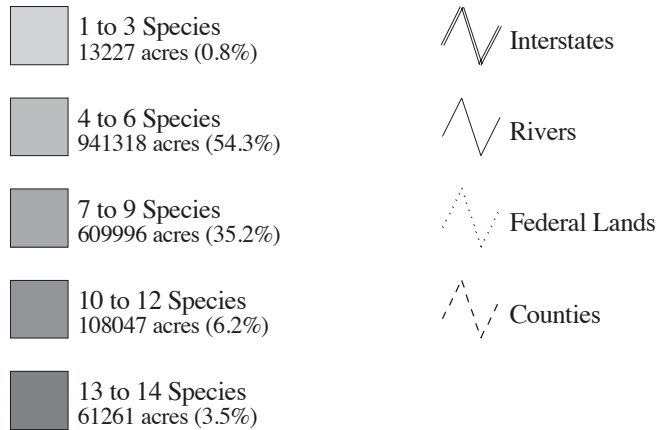 1 to 3 Species
13227 acres (0.8%)
4 to 6 Species
941318 acres (54.3%)
7 to 9 Species
609996 acres (35.2%)
10 to 12 Species
108047 acres (6.2%)
13 to 14 Species
61261 acres (3.5%)
Interstates
Rivers
Federal Lands
Counties